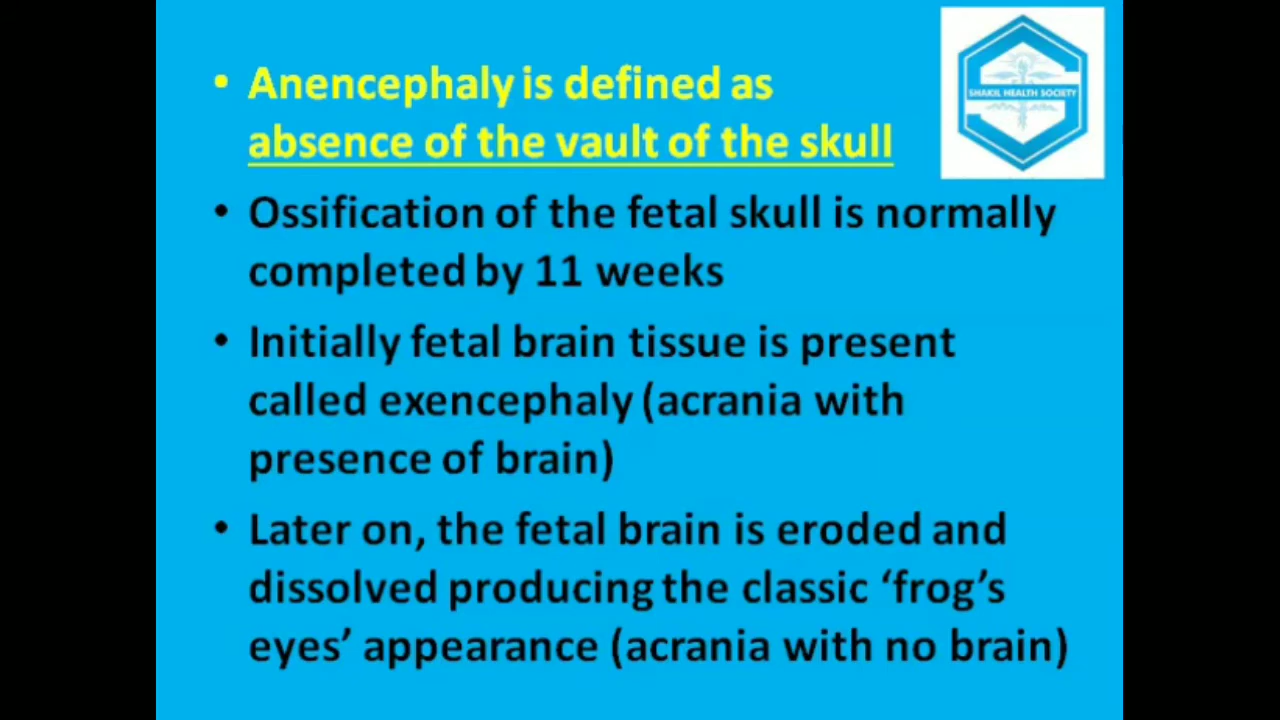 • Anencephaly is defined as
absence of the vault of the skull
SHAKIL HEALTH SOCIETY
• Ossification of the fetal skull is normally
completed by 11 weeks
• Initially fetal brain tissue is present
called exencephaly (acrania with
presence of brain)
• Later on, the fetal brain is eroded and
dissolved producing the classic ‘frog’s
eyes’ appearance (acrania with no brain)